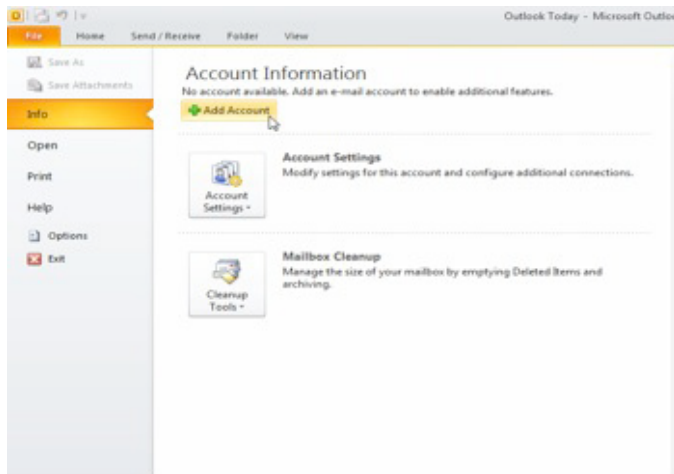 Outlook Today - Microsoft Outloo
File Home Send / Receive Folder View
Save As
Save Attachments
Info
Open
Print
Help
Options
Exit
Account Information
No account available. Add an e-mail account to enable additional features.
Add Account
Account Settings
Modify settings for this account and configure additional connections.
Account
Settings
Mailbox Cleanup
Manage the size of your mailbox by emptying Deleted Items and
archiving.
Cleanup
Tools